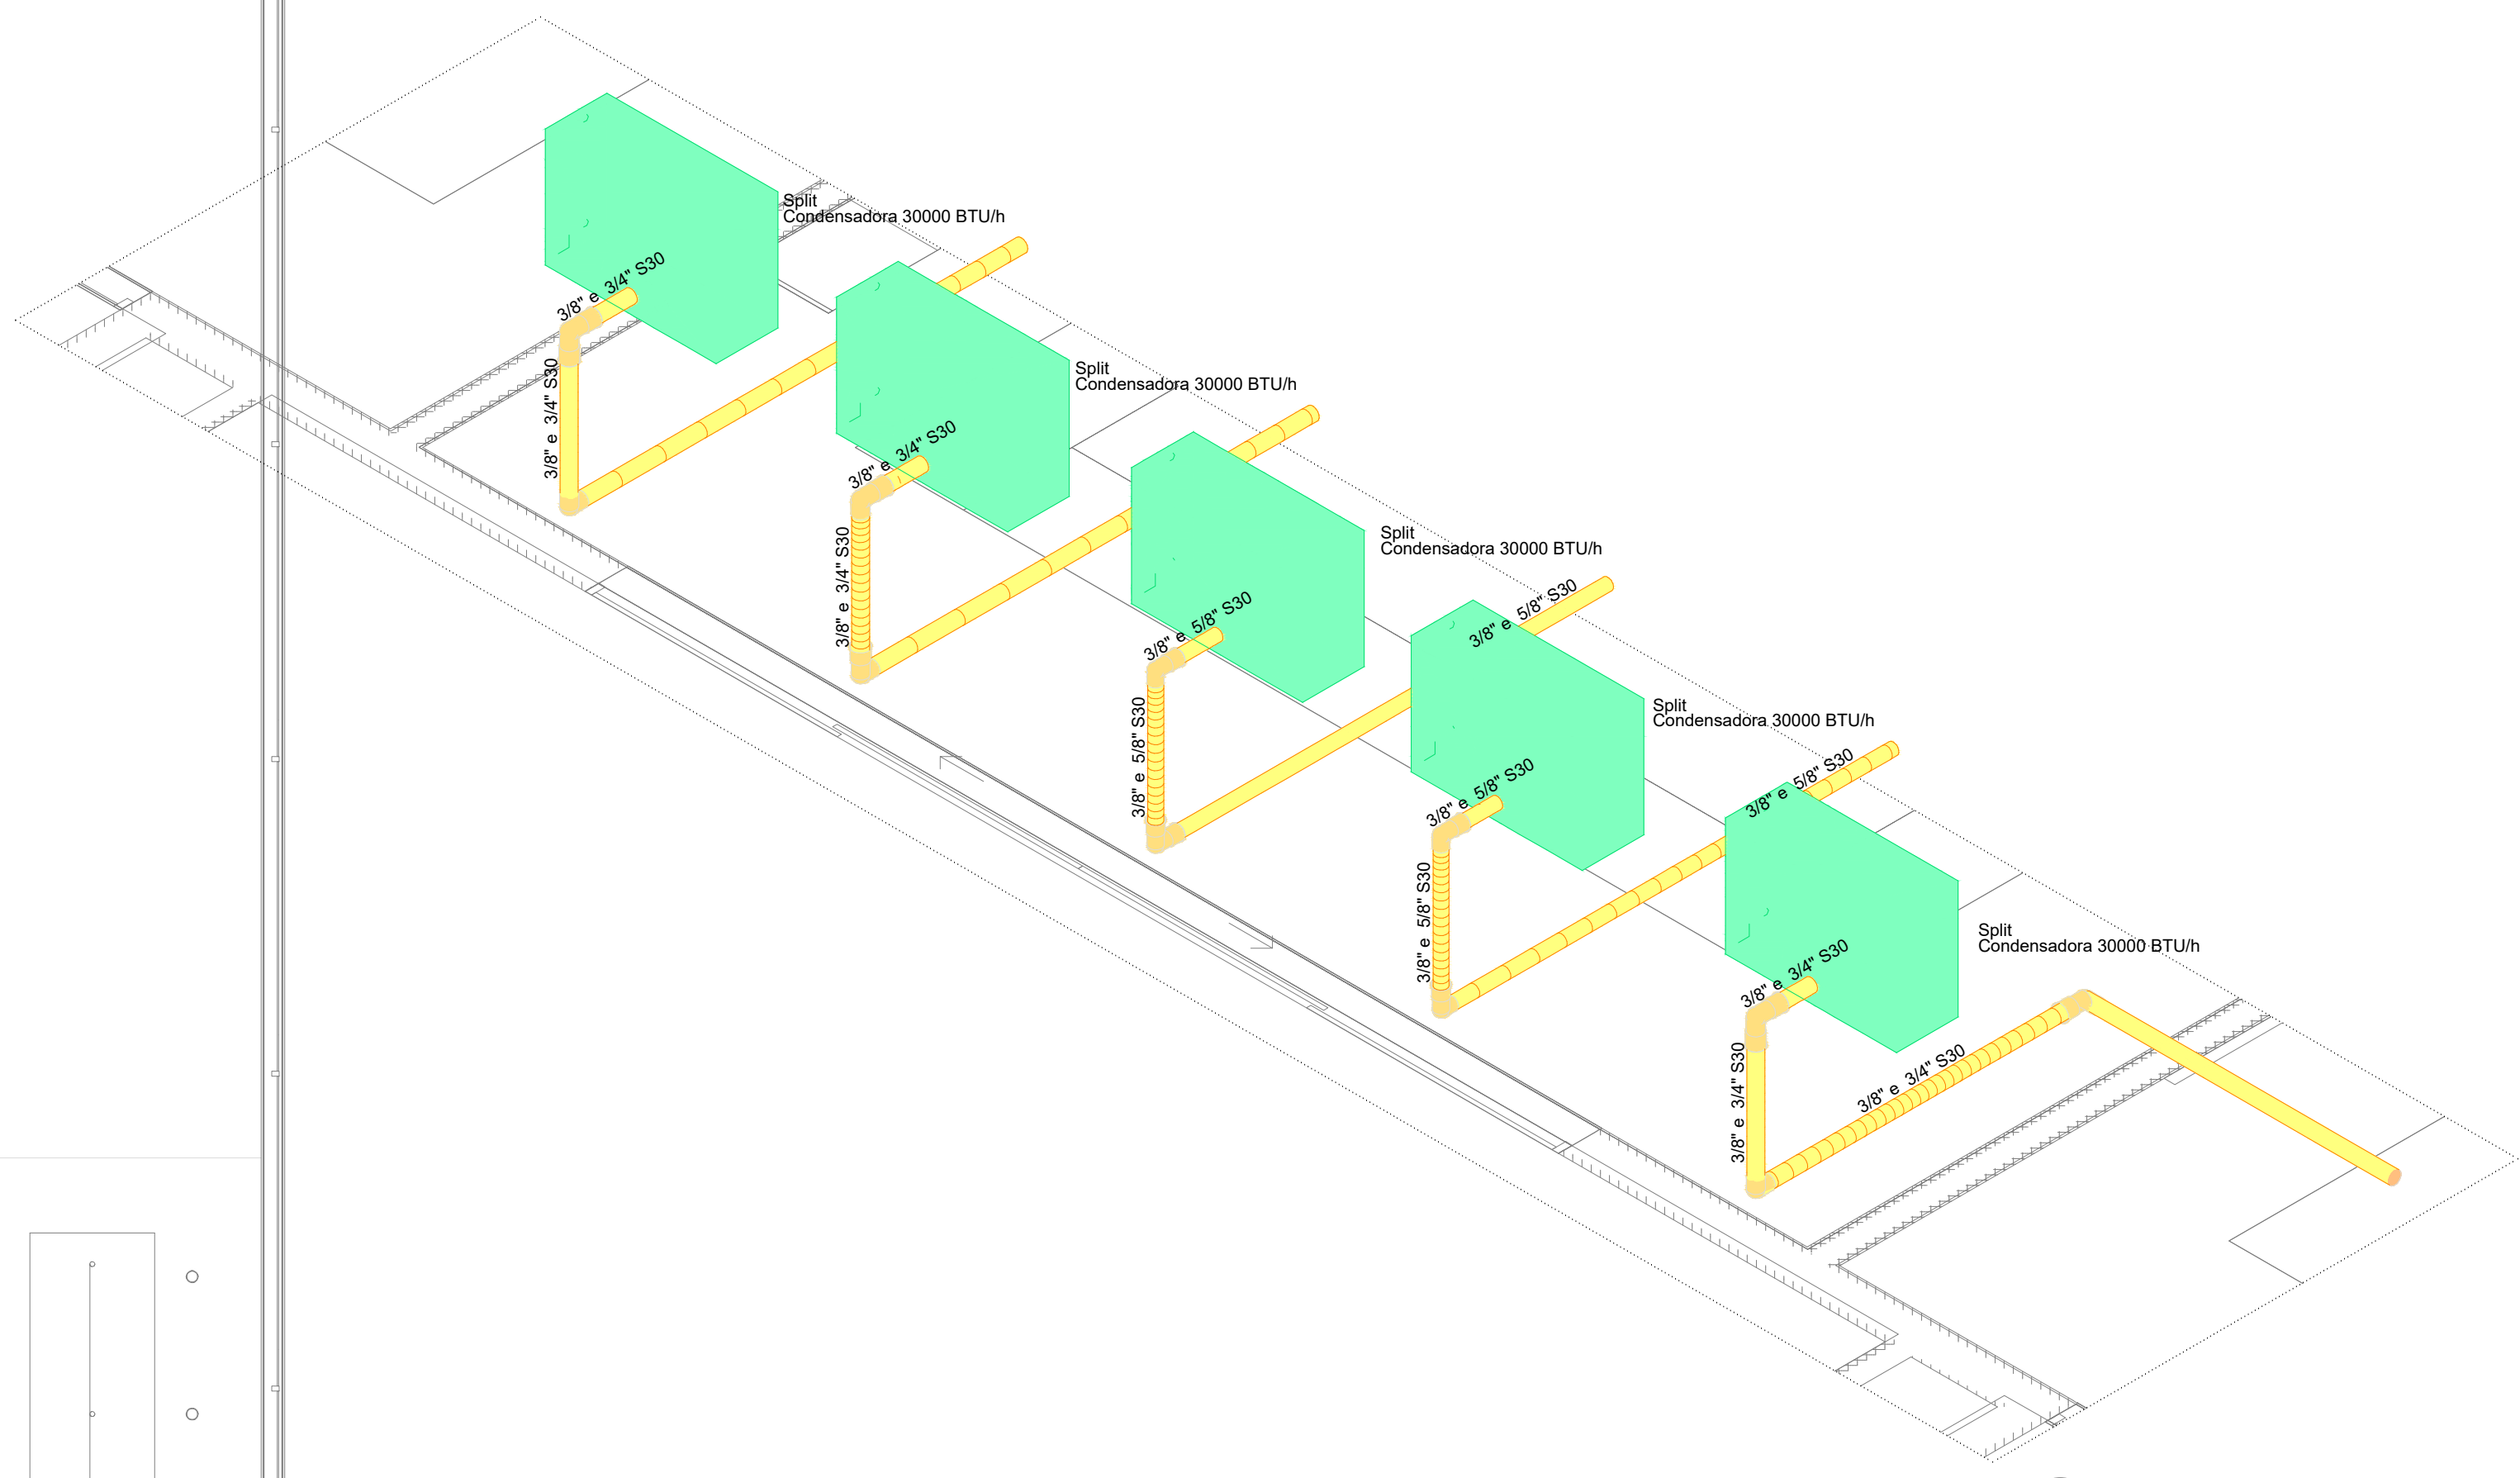 Split
Condensadora 30000 BTU/h
3/8" e  3/4" S30
3/8" e  3/4" S30
Split
Condensadora 30000 BTU/h
3/8" e  3/4" S30
3/8" e  3/4" S30
Split
Condensadora 30000 BTU/h
3/8" e  5/8" S30
3/8" e  5/8" S30
3/8" e  5/8" S30
Split
Condensadora 30000 BTU/h
3/8" e  5/8" S30
3/8" e  5/8" S30
3/8" e  5/8" S30
Split
Condensadora 30000 BTU/h
3/8" e  3/4" S30
3/8" e  3/4" S30
3/8" e  3/4" S30